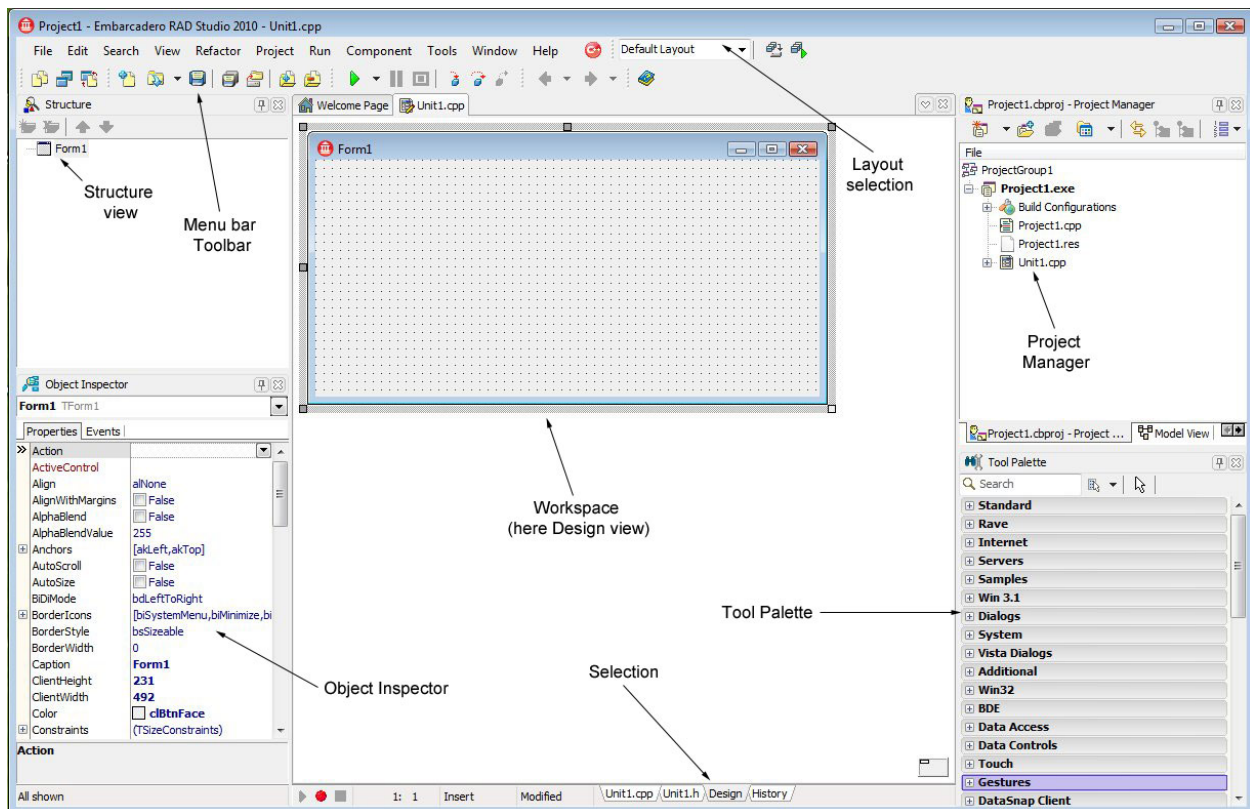 Project1 - Embarcadero RAD Studio 2010 - Unit1.cpp
File Edit Search View Refactor Project Run Component Tools Window Help Default Layout
Structure
Form1
Structure
view
Menu bar
Toolbar
Welcome Page Unit1.cpp
Form1
Layout
selection
Workspace
(here Design view)
Project1.cbproj - Project Manager
File
ProjectGroup1
Project1.exe
Build Configurations
Project1.cpp
Project1.res
Unit1.cpp
Project
Manager
Project1.cbproj - Project ... Model View
Object Inspector
Form1 TForm1
Properties Events
Action
ActiveControl
Align alNone
AlignWithMargins False
AlphaBlend False
AlphaBlendValue 255
Anchors [akLeft,akTop]
AutoScroll False
AutoSize False
BiDiMode bdLeftToRight
BorderIcons [biSystemMenu,biMinimize,bi
BorderStyle bsSizeable
BorderWidth 0
Caption Form1
ClientHeight 231
ClientWidth 492
Color clBtnFace
Constraints (TSizeConstraints)
Action
All shown
Object Inspector
Selection
Tool Palette
Tool Palette
Search
Standard
Rave
Internet
Servers
Samples
Win 3.1
Dialogs
System
Vista Dialogs
Additional
Win32
BDE
Data Access
Data Controls
Touch
Gestures
DataSnap Client
1: 1 Insert Modified Unit1.cpp Unit1.h Design History